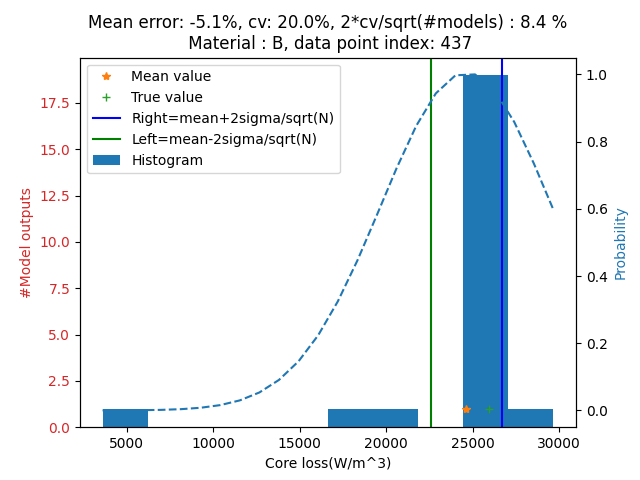 Mean error: -5.1%, cv: 20.0%, 2*cv/sqrt(#models) : 8.4 %
Material : B, data point index: 437
Mean value
True value
Right=mean+2sigma/sqrt(N)
Left=mean-2sigma/sqrt(N)
Histogram
#Model outputs
17.5
15.0
12.5
10.0
7.5
5.0
2.5
0.0
1.0
0.8
0.6
0.4
0.2
0.0
Probability
5000 10000 15000 20000 25000 30000
Core loss(W/m^3)